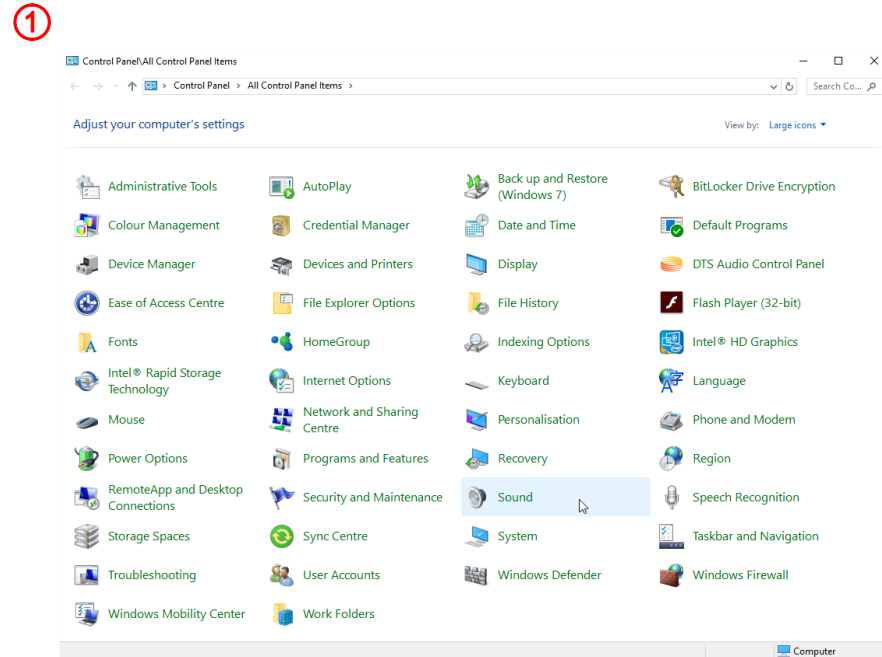 1
Control Panel\All Control Panel Items
Control Panel > All Control Panel Items >
Search Co...
Adjust your computer's settings
View by: Large icons
Administrative Tools
AutoPlay
Back up and Restore
(Windows 7)
BitLocker Drive Encryption
Colour Management
Credential Manager
Date and Time
Default Programs
Device Manager
Devices and Printers
Display
DTS Audio Control Panel
Ease of Access Centre
File Explorer Options
File History
Flash Player (32-bit)
Fonts
HomeGroup
Indexing Options
Intel® HD Graphics
Intel® Rapid Storage
Technology
Internet Options
Keyboard
Language
Mouse
Network and Sharing
Centre
Personalisation
Phone and Modem
Power Options
Programs and Features
Recovery
Region
RemoteApp and Desktop
Connections
Security and Maintenance
Sound
Speech Recognition
Storage Spaces
Sync Centre
System
Taskbar and Navigation
Troubleshooting
User Accounts
Windows Defender
Windows Firewall
Windows Mobility Center
Work Folders
Computer